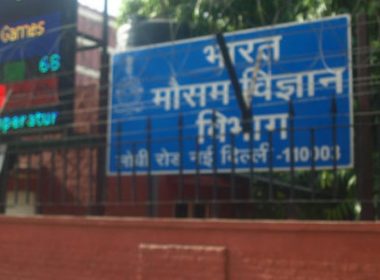 Games
68
भारत
मौसम विज्ञान
विभाग
लोधी रोड नई दिल्ली -110003